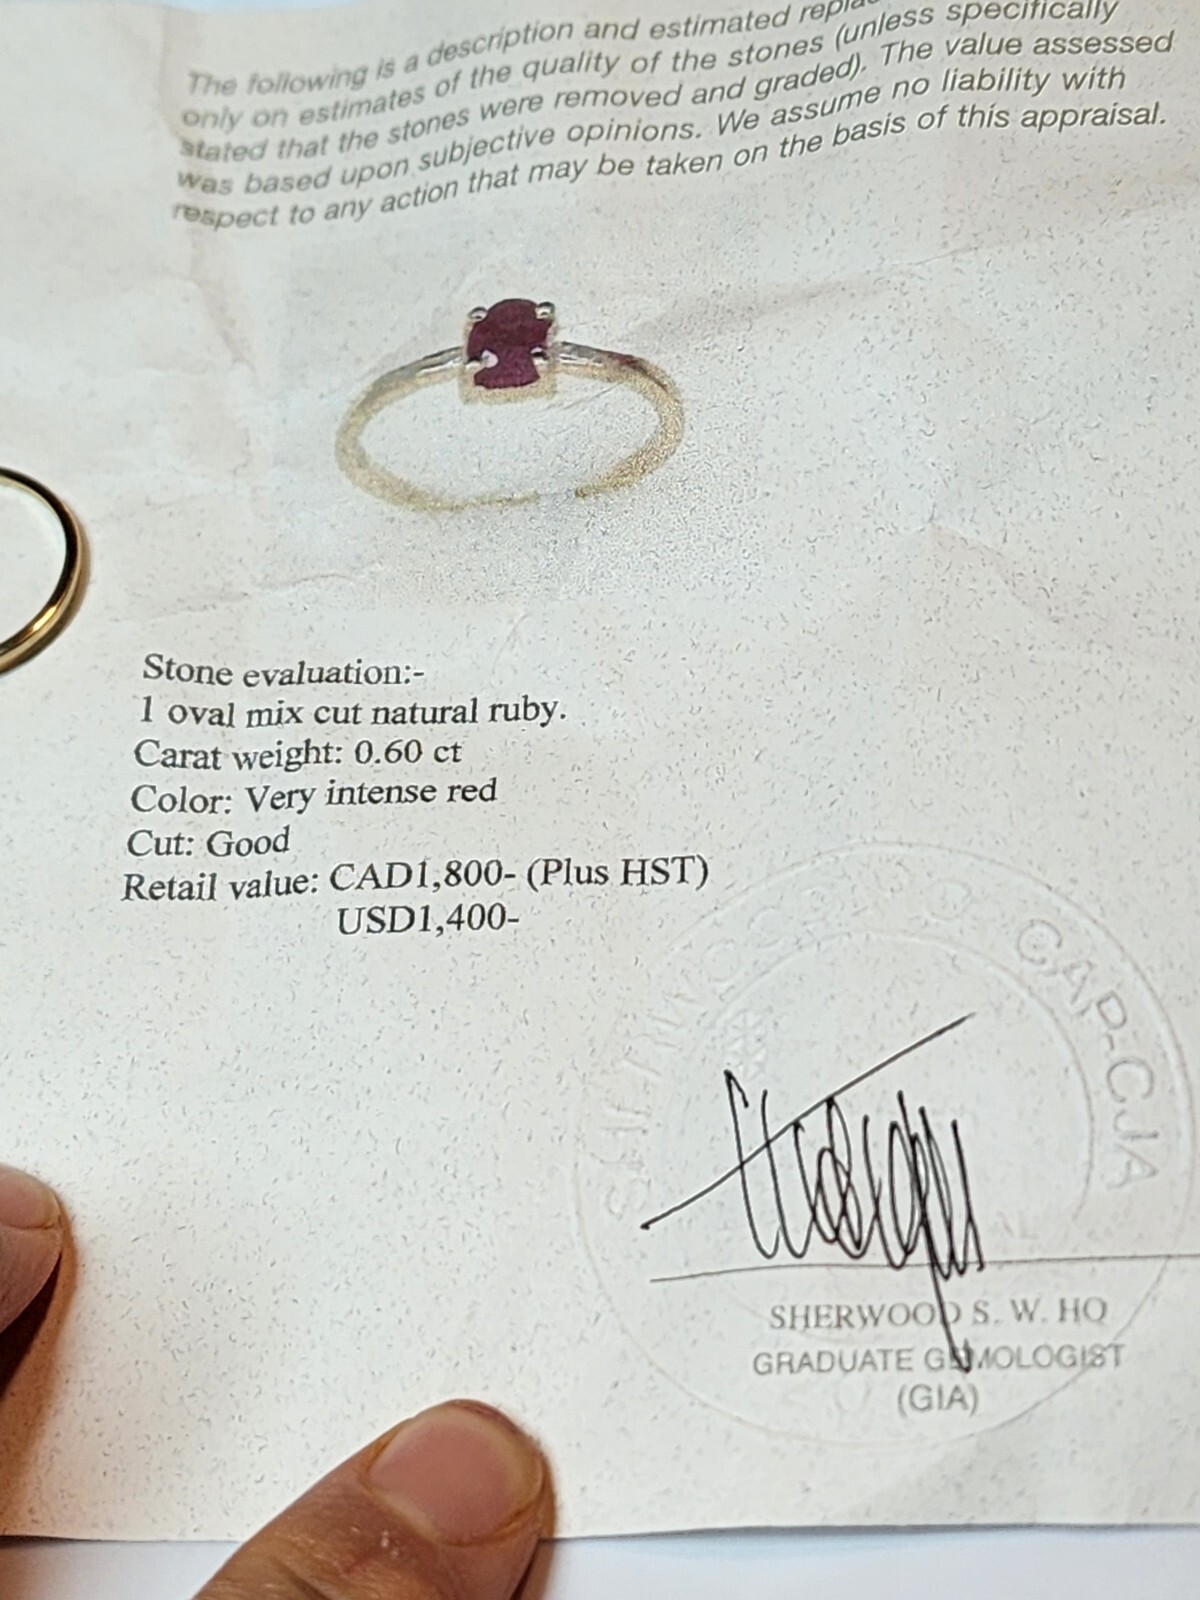 The following is a description and estimated
only on estimates of the quality of the stones (unless specifically
stated that the stones were removed and graded). The value assessed
was based upon subjective opinions. We assume no liability with
respect to any action that may be taken on the basis of this appraisal.
Stone evaluation:-
1 oval mix cut natural ruby.
Carat weight: 0.60 ct
Color: Very intense red
Cut: Good
Retail value: CAD1,800- (Plus HST)
USD1,400-
CAP-CJA
SHERWOOD S. W. HO
GRADUATE GEMOLOGIST
(GIA)